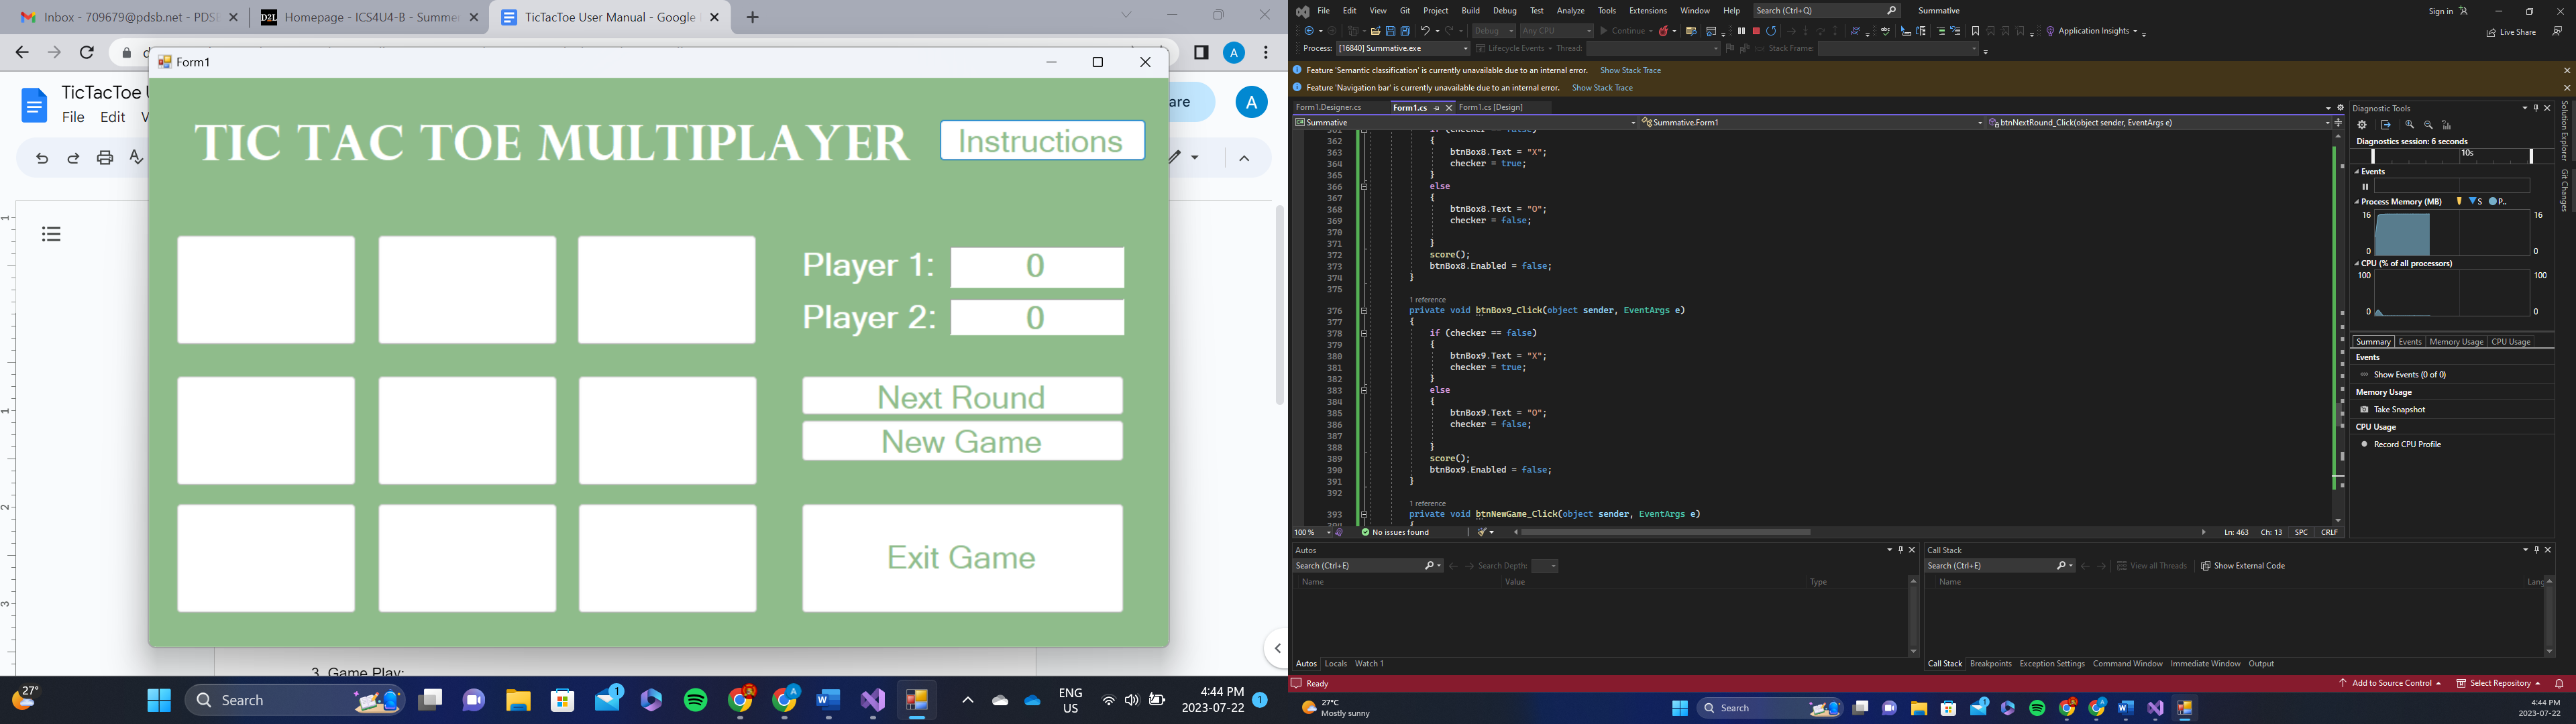 Inbox - 709679@pdsb.net - PDSI
Homepage - ICS4U4-B - Summe
TicTacToe User Manual - Google
Form1
TicTacToe
File Edit
are
A
TIC TAC TOE MULTIPLAYER
Instructions
Player 1: 0
Player 2: 0
Next Round
New Game
Exit Game
3. Game Play:
27°
Search
ENG
US
4:44 PM
2023-07-22
File Edit View Git Project Build Debug Test Analyze Tools Extensions Window Help Search (Ctrl+Q) Summative Sign in
Debug Any CPU Continue Application Insights Live Share
Process: [16840] Summative.exe Lifecycle Events Thread: Stack Frame:
Feature 'Semantic classification' is currently unavailable due to an internal error. Show Stack Trace
Feature 'Navigation bar' is currently unavailable due to an internal error. Show Stack Trace
Form1.Designer.cs Form1.cs Form1.cs [Design]
Summative Summative.Form1 btnNextRound_Click(object sender, EventArgs e)
361 if (checker == false)
362 {
363 btnBox8.Text = "X";
364 checker = true;
365 }
366 else
367 {
368 btnBox8.Text = "O";
369 checker = false;
370
371 }
372 score();
373 btnBox8.Enabled = false;
374 }
375
1 reference
376 private void btnBox9_Click(object sender, EventArgs e)
377 {
378 if (checker == false)
379 {
380 btnBox9.Text = "X";
381 checker = true;
382 }
383 else
384 {
385 btnBox9.Text = "O";
386 checker = false;
387
388 }
389 score();
390 btnBox9.Enabled = false;
391 }
392
1 reference
393 private void btnNewGame_Click(object sender, EventArgs e)
394 {
100 % No issues found Ln: 463 Ch: 13 SPC CRLF
Diagnostic Tools
Diagnostics session: 6 seconds
10s
Events
Process Memory (MB) S P..
16 16
0 0
CPU (% of all processors)
100 100
0 0
Summary Events Memory Usage CPU Usage
Events
Show Events (0 of 0)
Memory Usage
Take Snapshot
CPU Usage
Record CPU Profile
Solution Explorer
Git Changes
Autos
Search (Ctrl+E) Search Depth:
Name Value Type
Autos Locals Watch 1
Call Stack
Search (Ctrl+E) View all Threads Show External Code
Name Lang
Call Stack Breakpoints Exception Settings Command Window Immediate Window Output
Ready Add to Source Control Select Repository
27°C
Mostly sunny
Search
4:44 PM
2023-07-22